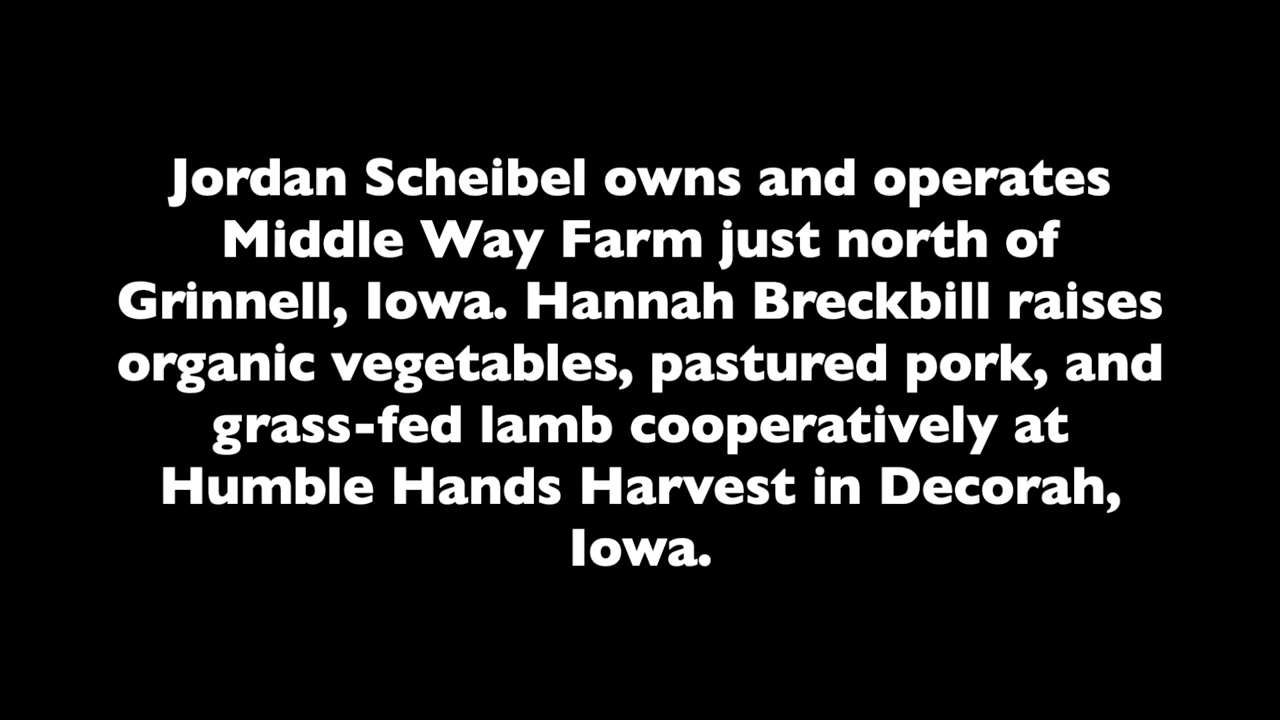 Jordan Scheibel owns and operates
Middle Way Farm just north of
Grinnell, Iowa. Hannah Breckbill raises
organic vegetables, pastured pork, and
grass-fed lamb cooperatively at
Humble Hands Harvest in Decorah,
Iowa.